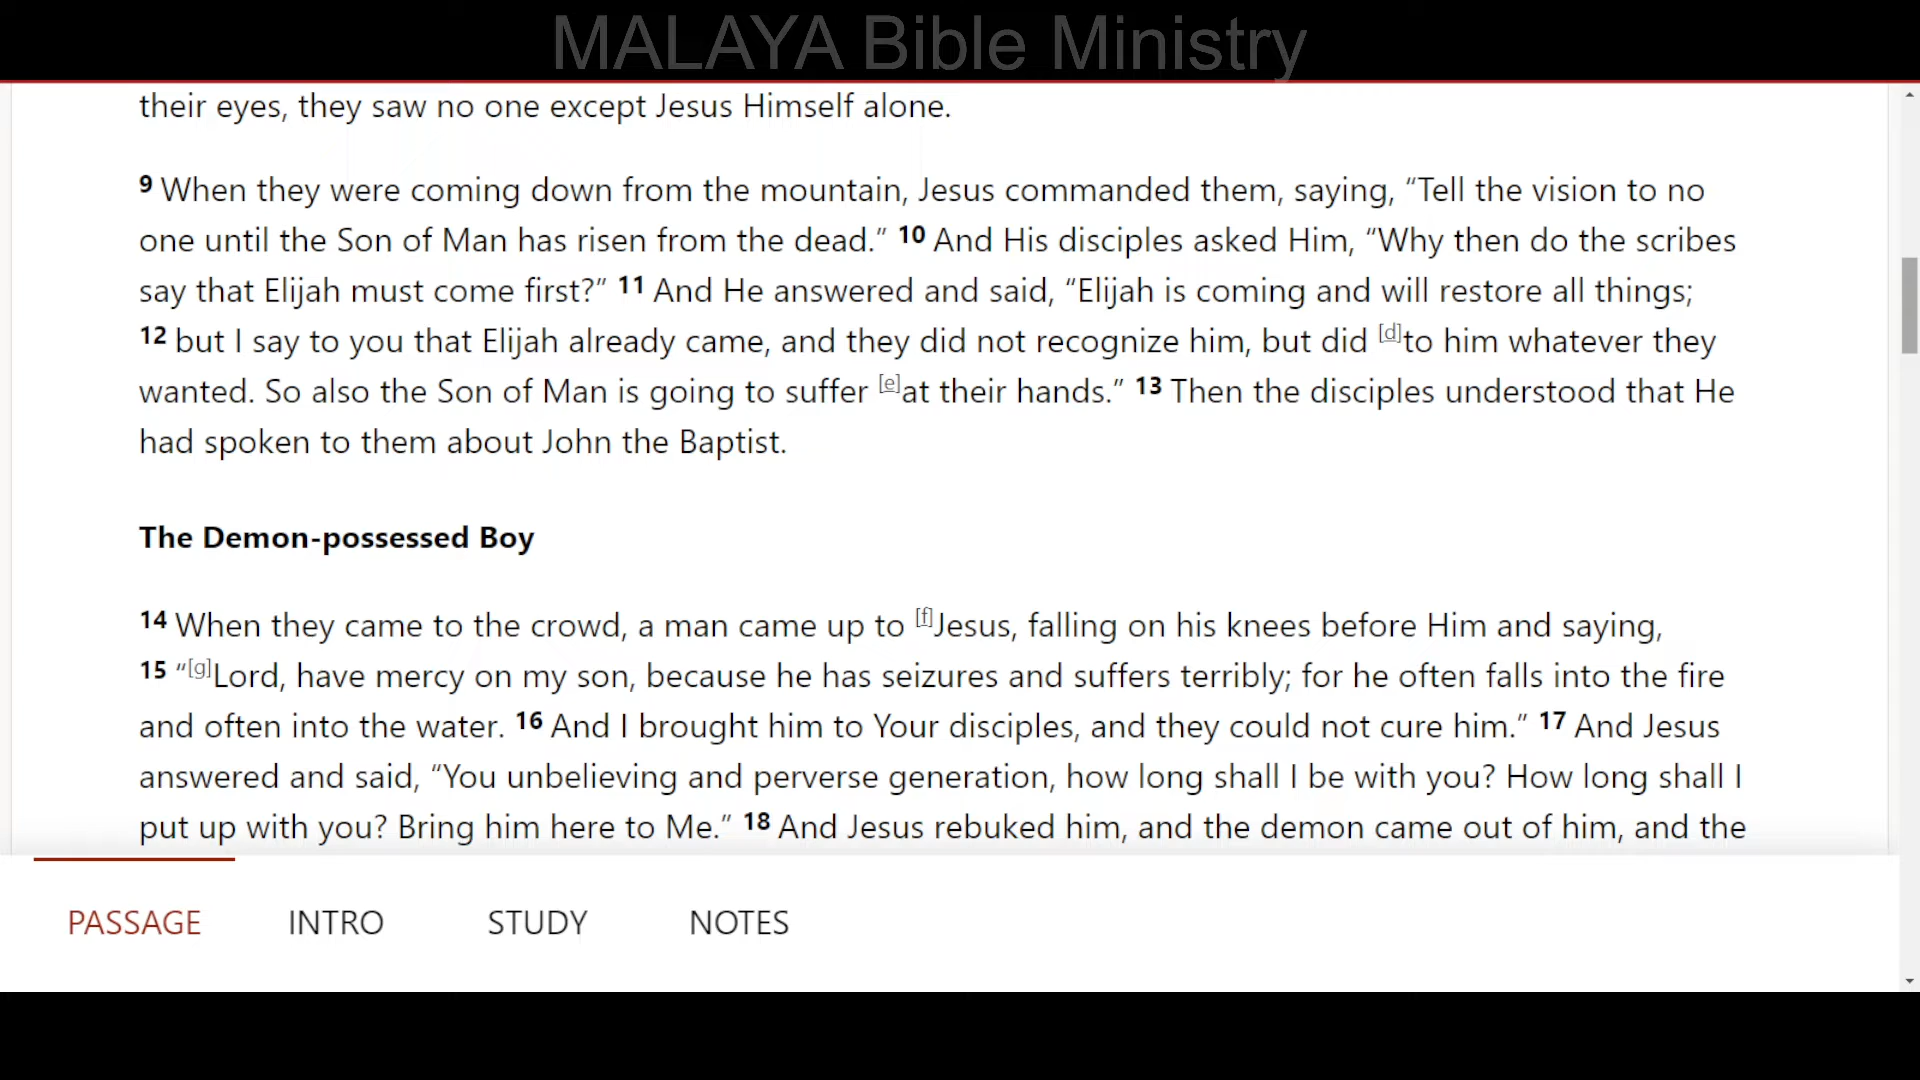 MALAYA Bible Ministry
their eyes, they saw no one except Jesus Himself alone.
9 When they were coming down from the mountain, Jesus commanded them, saying, “Tell the vision to no
one until the Son of Man has risen from the dead.” 10 And His disciples asked Him, “Why then do the scribes
say that Elijah must come first?” 11 And He answered and said, “Elijah is coming and will restore all things;
12 but I say to you that Elijah already came, and they did not recognize him, but did [d]to him whatever they
wanted. So also the Son of Man is going to suffer [e]at their hands.” 13 Then the disciples understood that He
had spoken to them about John the Baptist.
The Demon-possessed Boy
14 When they came to the crowd, a man came up to [f]Jesus, falling on his knees before Him and saying,
15 “[g]Lord, have mercy on my son, because he has seizures and suffers terribly; for he often falls into the fire
and often into the water. 16 And I brought him to Your disciples, and they could not cure him.” 17 And Jesus
answered and said, “You unbelieving and perverse generation, how long shall I be with you? How long shall I
put up with you? Bring him here to Me.” 18 And Jesus rebuked him, and the demon came out of him, and the
PASSAGE INTRO STUDY NOTES